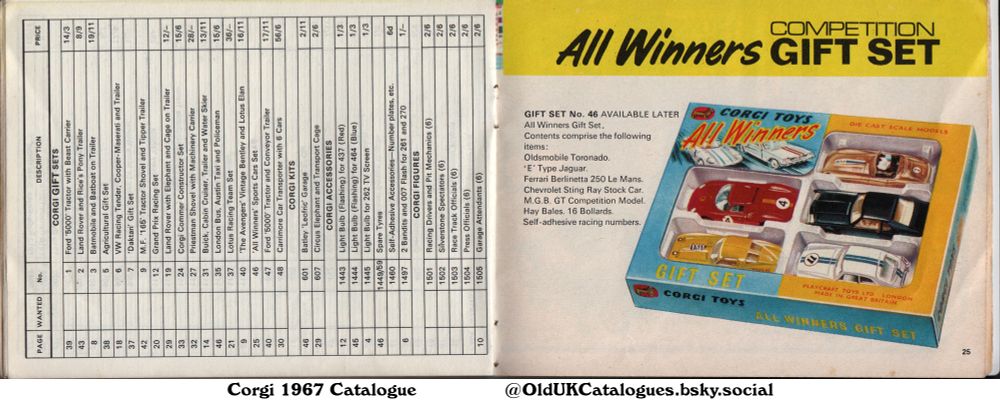 PAGE WANTED No. DESCRIPTION PRICE
CORGI GIFT SETS
39 1 Ford '5000' Tractor with Beast Carrier 14/3
43 2 Land Rover and Rice's Pony Trailer 8/9
8 3 Batmobile and Batboat on Trailer 19/11
38 5 Agricultural Gift Set
18 6 VW Racing Tender, Cooper-Maserati and Trailer
37 7 'Daktari' Gift Set
42 9 M.F. '165' Tractor Shovel and Tipper Trailer
20 12 Grand Prix Racing Set
29 19 Land Rover with Elephant and Cage on Trailer 12/-
33 24 Corgi Commer Constructor Set 15/6
32 27 Priestman Shovel with Machinery Carrier 28/-
14 31 Buick, Cabin Cruiser, Trailer and Water Skier 13/11
35 35 London Bus, Austin Taxi and Policeman 15/6
21 37 Lotus Racing Team Set 36/-
9 40 'The Avengers' Vintage Bentley and Lotus Elan 16/11
25 46 'All Winners' Sports Cars Set
40 47 Ford '5000' Tractor and Conveyor Trailer 17/11
30 48 Carrimore Car Transporter with 6 Cars 56/6
CORGI KITS
46 601 Batley 'Leofric' Garage 2/11
29 607 Circus Elephant and Transport Cage 2/6
CORGI ACCESSORIES
12 1443 Light Bulb (Flashing) for 437 (Red) 1/3
45 1444 Light Bulb (Flashing) for 464 (Blue) 1/3
4 1445 Light Bulb for 262 TV Screen 1/3
46 1449/59 Spare Tyres
1460 Self-Adhesive Accessories—Number plates, etc. 6d
6 1497 2 Bandits and 007 Flash for 261 and 270 1/-
CORGI FIGURES
1501 Racing Drivers and Pit Mechanics (6) 2/6
1502 Silverstone Spectators (6) 2/6
1503 Race Track Officials (6) 2/6
1504 Press Officials (6) 2/6
10 1505 Garage Attendants (6) 2/6
All Winners COMPETITION
GIFT SET
GIFT SET No. 46 AVAILABLE LATER
All Winners Gift Set,
Contents comprise the following
items:
Oldsmobile Toronado.
'E' Type Jaguar.
Ferrari Berlinetta 250 Le Mans.
Chevrolet Sting Ray Stock Car.
M.G.B. GT Competition Model.
Hay Bales. 16 Bollards.
Self-adhesive racing numbers.
CORGI TOYS
All Winners
DIE CAST SCALE MODELS
4
11
GIFT SET
PLAYCRAFT TOYS LTD LONDON
MADE IN GREAT BRITAIN
CORGI TOYS
ALL WINNERS GIFT SET
25
Corgi 1967 Catalogue @OldUKCatalogues.bsky.social